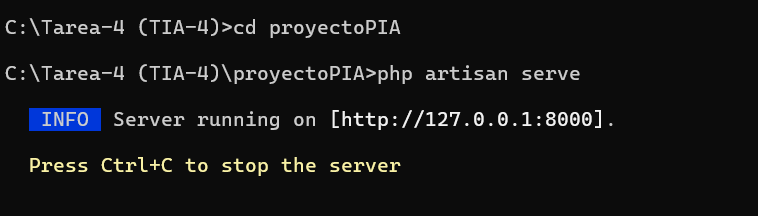 C:\Tarea-4 (TIA-4)>cd proyectoPIA
C:\Tarea-4 (TIA-4)\proyectoPIA>php artisan serve
INFO Server running on [http://127.0.0.1:8000].
Press Ctrl+C to stop the server